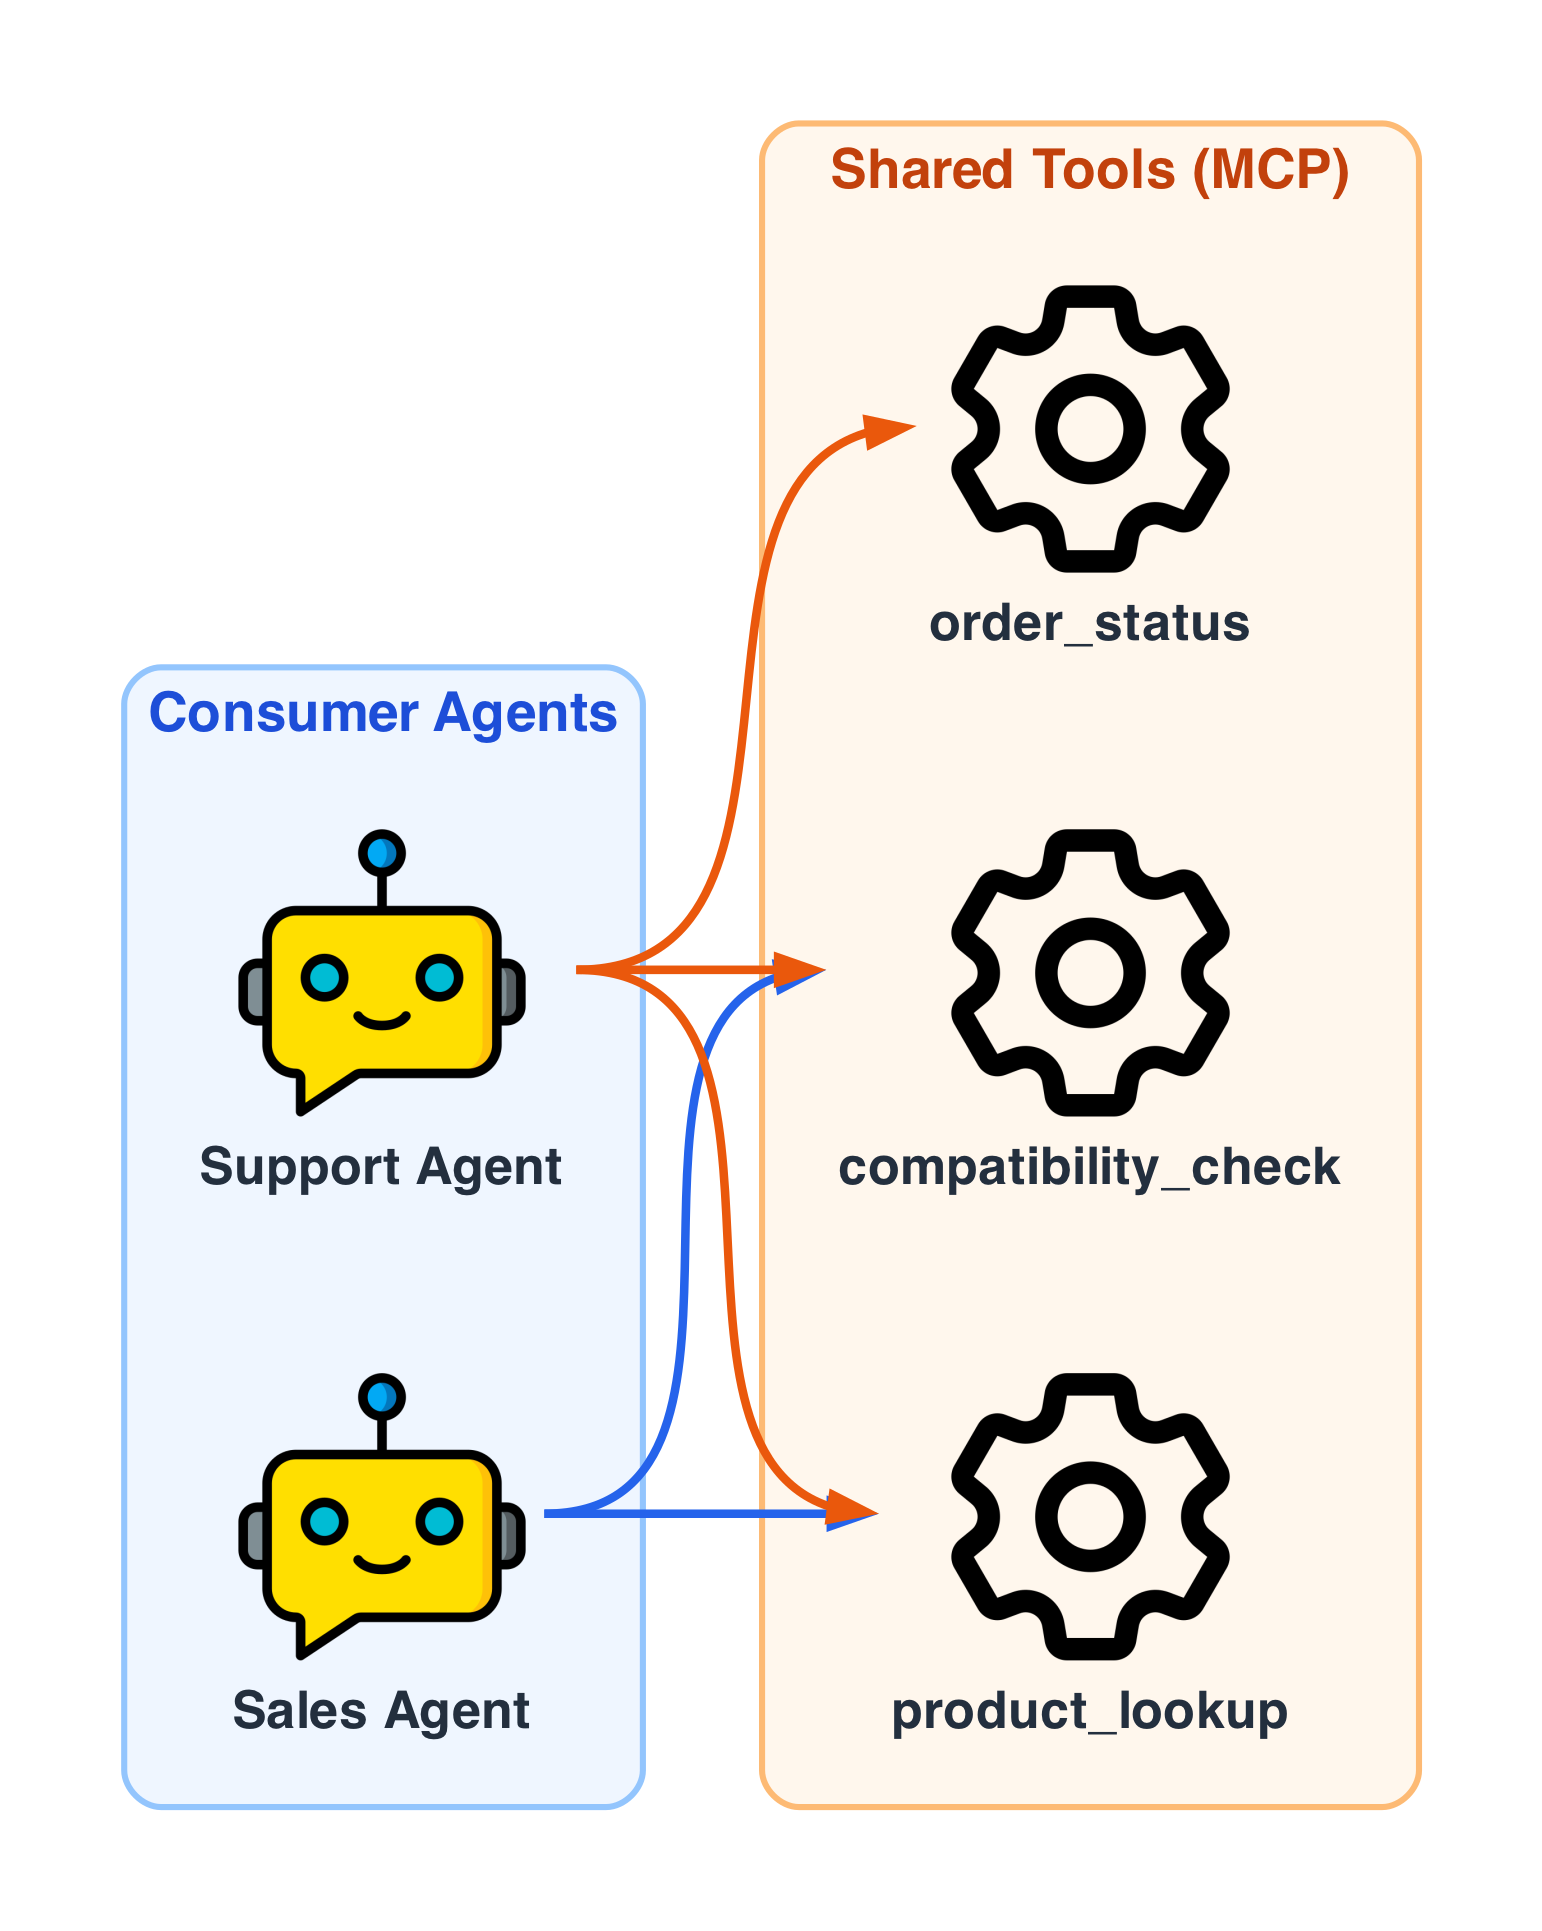 Shared Tools (MCP)
order_status
Consumer Agents
Support Agent
compatibility_check
Sales Agent
product_lookup